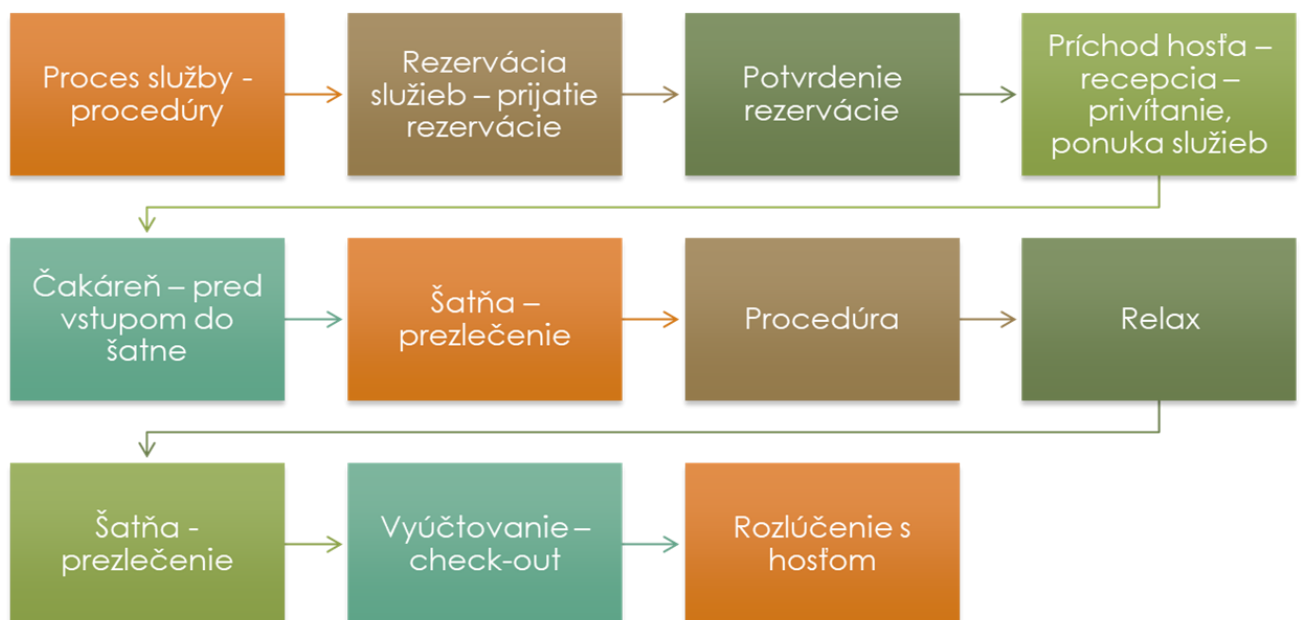 Proces služby -
procedúry
Rezervácia
služieb – prijatie
rezervácie
Potvrdenie
rezervácie
Príchod hosťa –
recepcia –
privítanie,
ponuka služieb
Čakáreň – pred
vstupom do
šatne
Šatňa –
prezlečenie
Procedúra
Relax
Šatňa -
prezlečenie
Vyúčtovanie –
check-out
Rozlúčenie s
hosťom